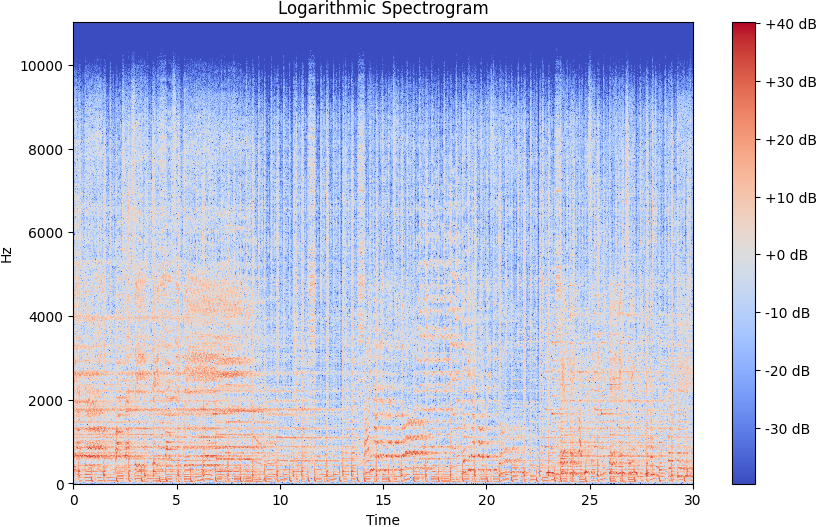 Logarithmic Spectrogram
Hz
10000
8000
6000
4000
2000
0
0 5 10 15 20 25 30
Time
+40 dB
+30 dB
+20 dB
+10 dB
+0 dB
-10 dB
-20 dB
-30 dB